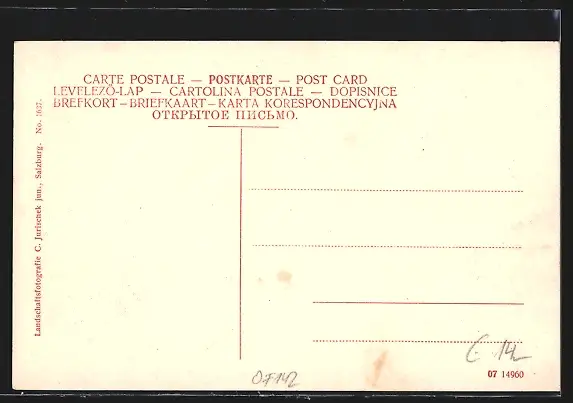 CARTE POSTALE — POSTKARTE — POST CARD
LEVELEZŐ-LAP — CARTOLINA POSTALE — DOPISNICE
BREFKORT — BRIEFKAART — KARTA KORESPONDENCYJNA
ОТКРЫТОЕ ПИСЬМО.
Landschaftsfotografie C. Jurischek jun., Salzburg. No. 1637.
07 14960